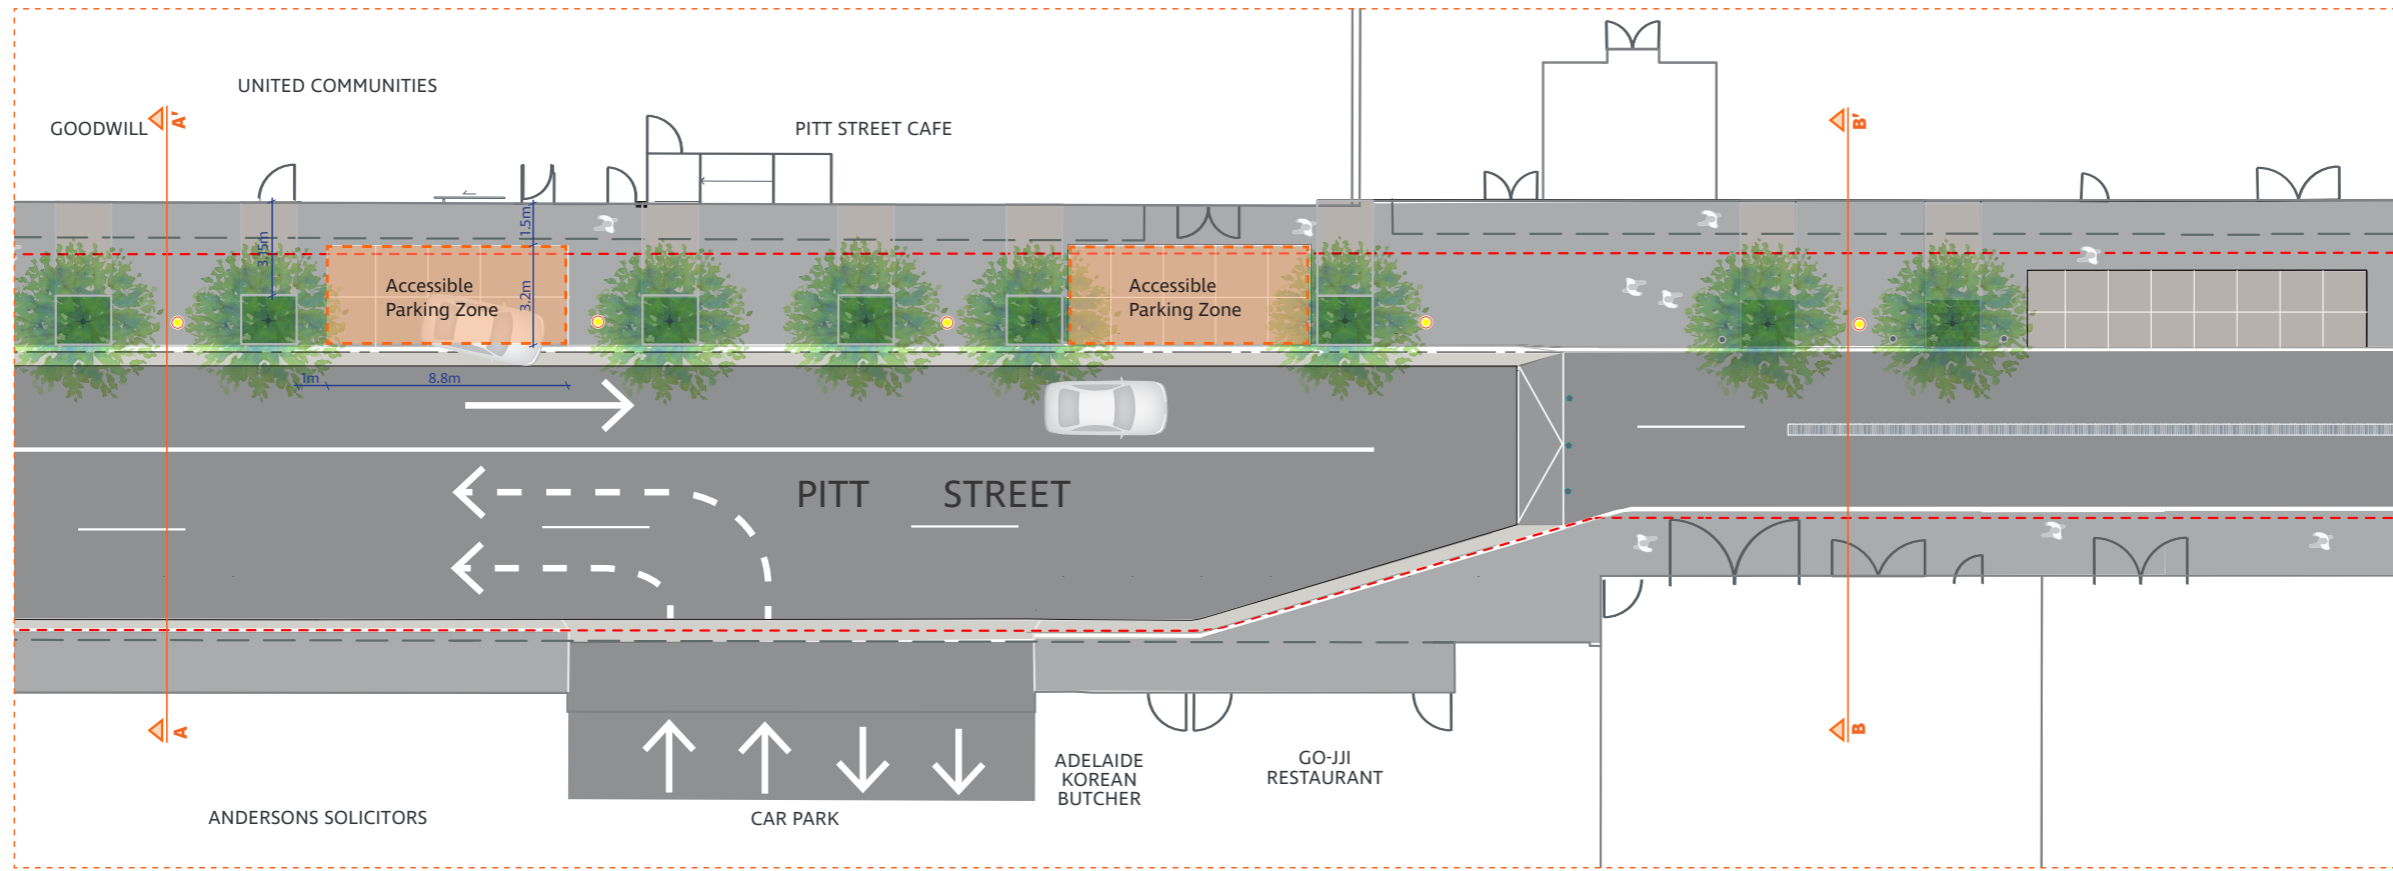 UNITED COMMUNITIES
GOODWILL
A'
PITT STREET CAFE
B'
3.15m
1.5m
3.2m
Accessible
Parking Zone
Accessible
Parking Zone
1m
8.8m
PITT STREET
A
B
ANDERSONS SOLICITORS
CAR PARK
ADELAIDE
KOREAN
BUTCHER
GO-JJI
RESTAURANT